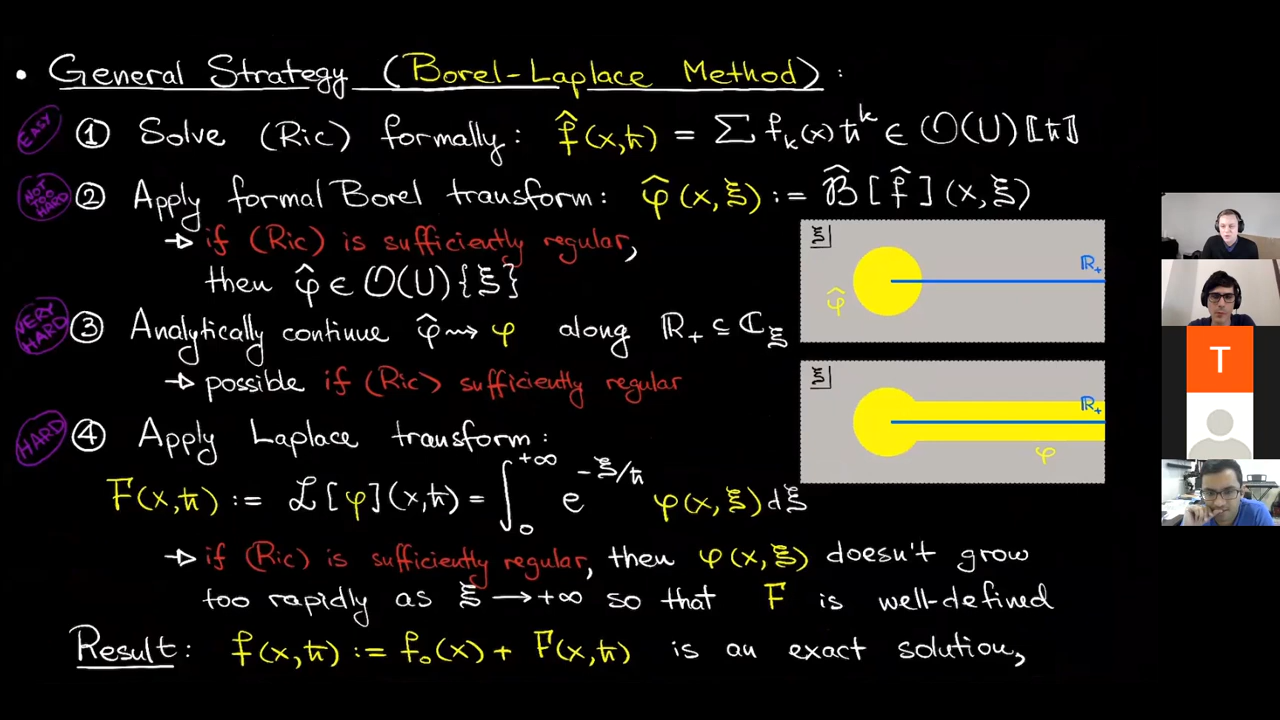 • General Strategy (Borel-Laplace Method) :
EASY ① Solve (Ric) formally: f̂(x,ħ) = ∑ fₖ(x)ħᵏ ∈ 𝒪(U)⟦ħ⟧
NOT TOO HARD ② Apply formal Borel transform: φ̂(x,ξ) := 𝔅̂[f̂](x,ξ)
→ if (Ric) is sufficiently regular,
then φ̂ ∈ 𝒪(U){ξ}
ξ
ℝ₊
φ̂
VERY HARD ③ Analytically continue φ̂ ⇝ φ along ℝ₊ ⊆ ℂ_ξ
→ possible if (Ric) sufficiently regular
ξ
ℝ₊
φ
HARD ④ Apply Laplace transform:
F(x,ħ) := ℒ[φ](x,ħ) = ∫₀^{+∞} e^{-ξ/ħ} φ(x,ξ)dξ
→ if (Ric) is sufficiently regular, then φ(x,ξ) doesn't grow
too rapidly as ξ → +∞ so that F is well-defined
Result: f(x,ħ) := f₀(x) + F(x,ħ) is an exact solution,
T